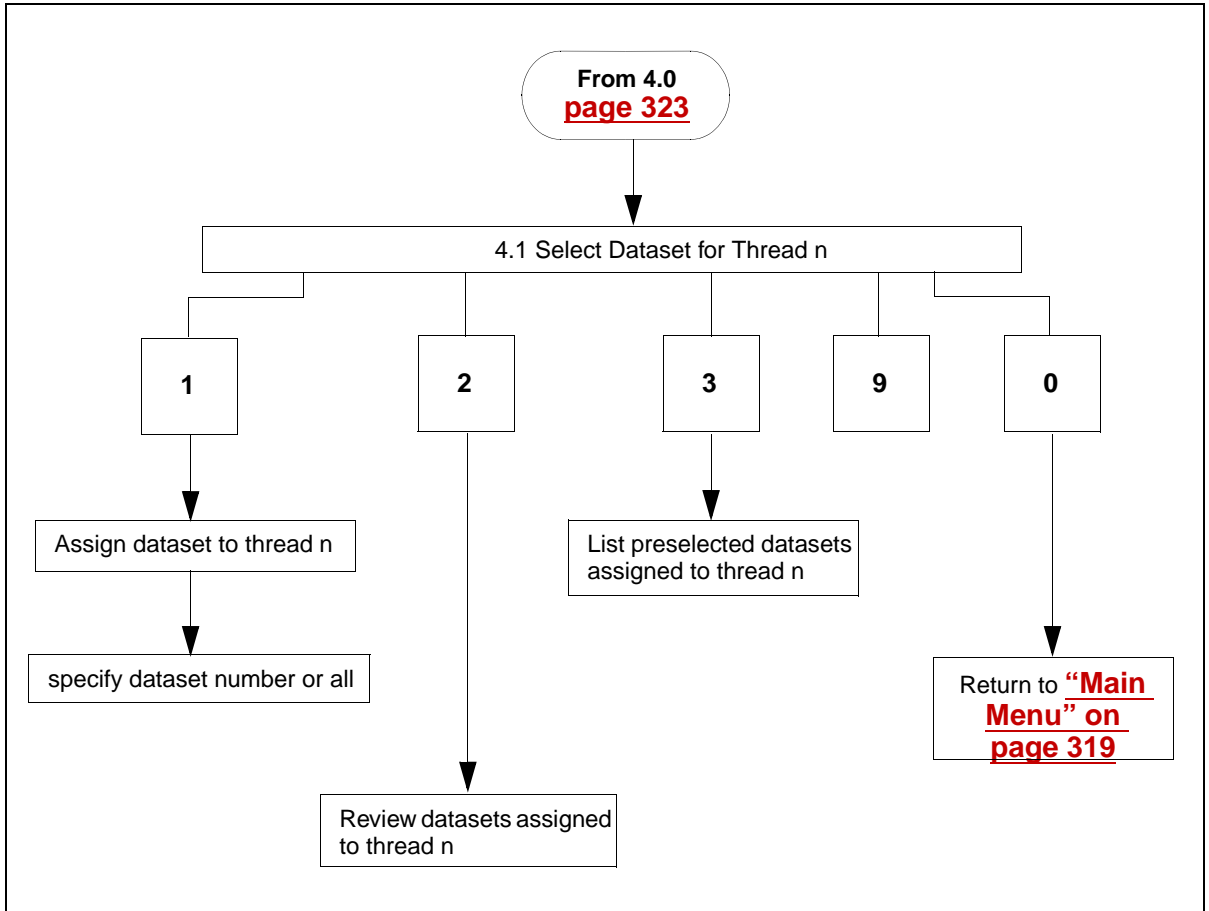 From 4.0
page 323
4.1 Select Dataset for Thread n
1
2
3
9
0
Assign dataset to thread n
List preselected datasets
assigned to thread n
specify dataset number or all
Return to “Main
Menu” on
page 319
Review datasets assigned
to thread n